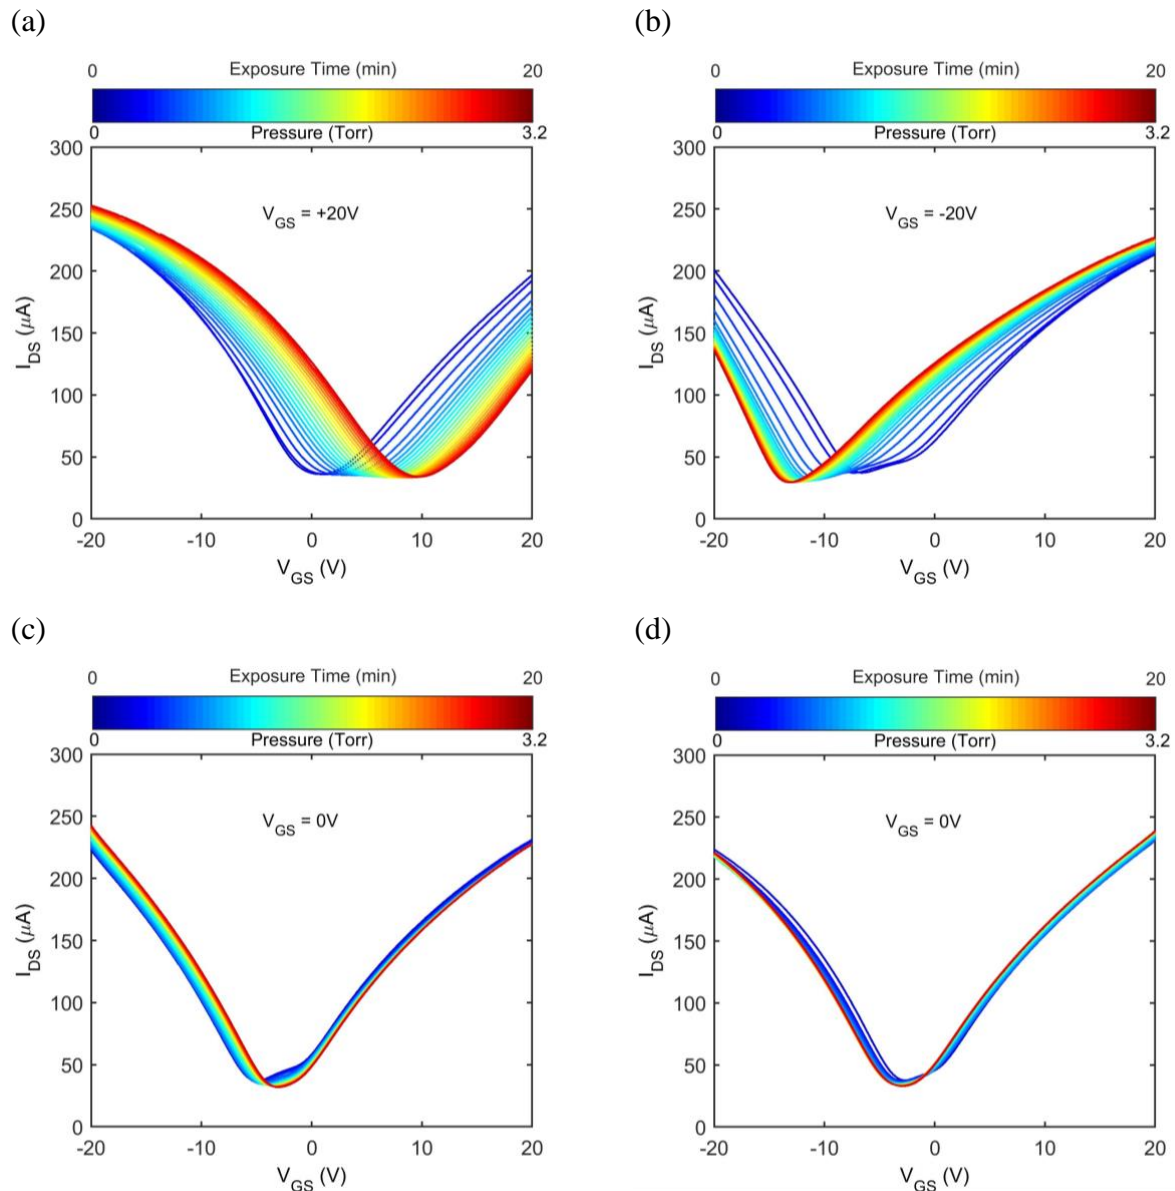 (a)
0 Exposure Time (min) 20
0 Pressure (Torr) 3.2
300
250
200
150
100
50
0
I_DS (μA)
V_GS = +20V
-20 -10 0 10 20
V_GS (V)
(b)
0 Exposure Time (min) 20
0 Pressure (Torr) 3.2
300
250
200
150
100
50
0
I_DS (μA)
V_GS = -20V
-20 -10 0 10 20
V_GS (V)
(c)
0 Exposure Time (min) 20
0 Pressure (Torr) 3.2
300
250
200
150
100
50
0
I_DS (μA)
V_GS = 0V
-20 -10 0 10 20
V_GS (V)
(d)
0 Exposure Time (min) 20
0 Pressure (Torr) 3.2
300
250
200
150
100
50
0
I_DS (μA)
V_GS = 0V
-20 -10 0 10 20
V_GS (V)